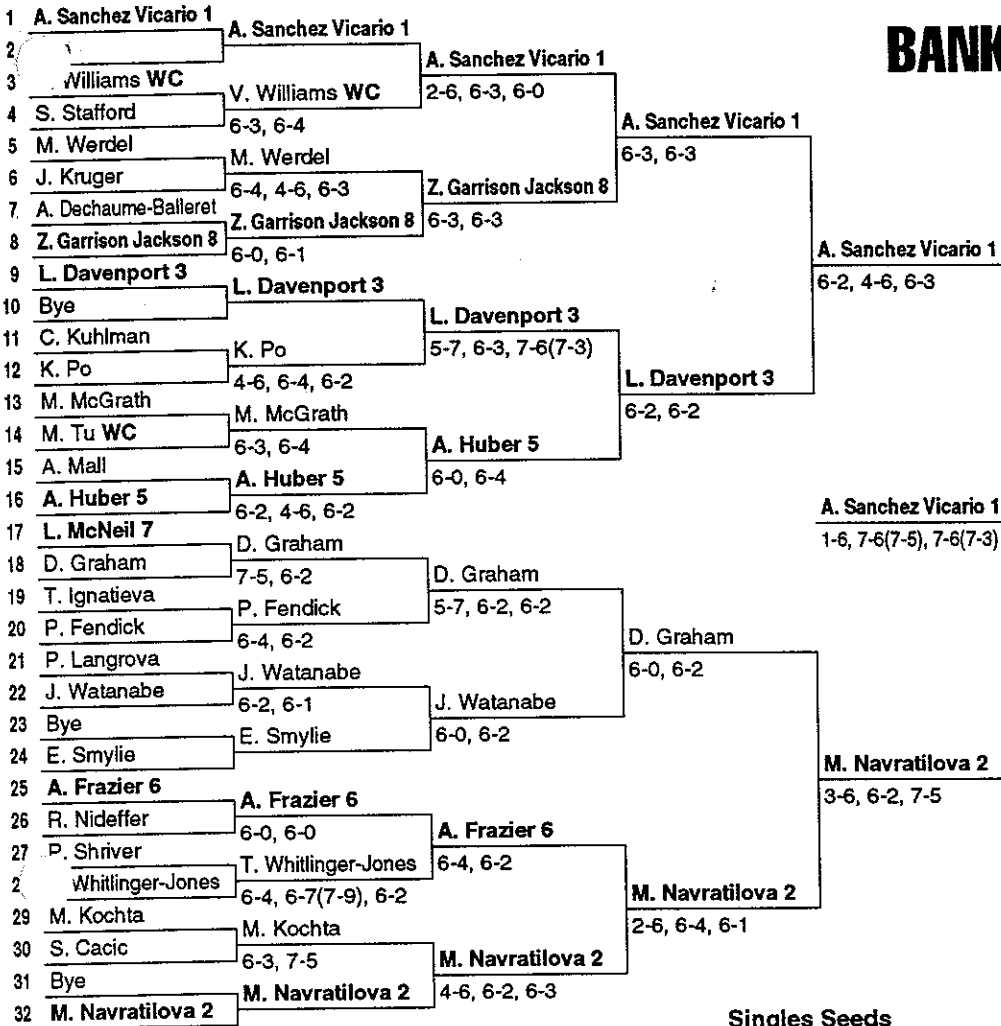 BANK
1 A. Sanchez Vicario 1
2
3 Williams WC
4 S. Stafford
5 M. Werdel
6 J. Kruger
7 A. Dechaume-Balleret
8 Z. Garrison Jackson 8
9 L. Davenport 3
10 Bye
11 C. Kuhlman
12 K. Po
13 M. McGrath
14 M. Tu WC
15 A. Mall
16 A. Huber 5
17 L. McNeil 7
18 D. Graham
19 T. Ignatieva
20 P. Fendick
21 P. Langrova
22 J. Watanabe
23 Bye
24 E. Smylie
25 A. Frazier 6
26 R. Nideffer
27 P. Shriver
2 Whitlinger-Jones
29 M. Kochta
30 S. Cacic
31 Bye
32 M. Navratilova 2
A. Sanchez Vicario 1
V. Williams WC
6-3, 6-4
M. Werdel
6-4, 4-6, 6-3
Z. Garrison Jackson 8
6-0, 6-1
L. Davenport 3
K. Po
4-6, 6-4, 6-2
M. McGrath
6-3, 6-4
A. Huber 5
6-2, 4-6, 6-2
D. Graham
7-5, 6-2
P. Fendick
6-4, 6-2
J. Watanabe
6-2, 6-1
E. Smylie
A. Frazier 6
6-0, 6-0
T. Whitlinger-Jones
6-4, 6-7(7-9), 6-2
M. Kochta
6-3, 7-5
M. Navratilova 2
A. Sanchez Vicario 1
2-6, 6-3, 6-0
Z. Garrison Jackson 8
6-3, 6-3
L. Davenport 3
5-7, 6-3, 7-6(7-3)
A. Huber 5
6-0, 6-4
D. Graham
5-7, 6-2, 6-2
J. Watanabe
6-0, 6-2
A. Frazier 6
6-4, 6-2
M. Navratilova 2
4-6, 6-2, 6-3
A. Sanchez Vicario 1
6-3, 6-3
L. Davenport 3
6-2, 6-2
D. Graham
6-0, 6-2
M. Navratilova 2
2-6, 6-4, 6-1
A. Sanchez Vicario 1
6-2, 4-6, 6-3
M. Navratilova 2
3-6, 6-2, 7-5
A. Sanchez Vicario 1
1-6, 7-6(7-5), 7-6(7-3)
Singles Seeds